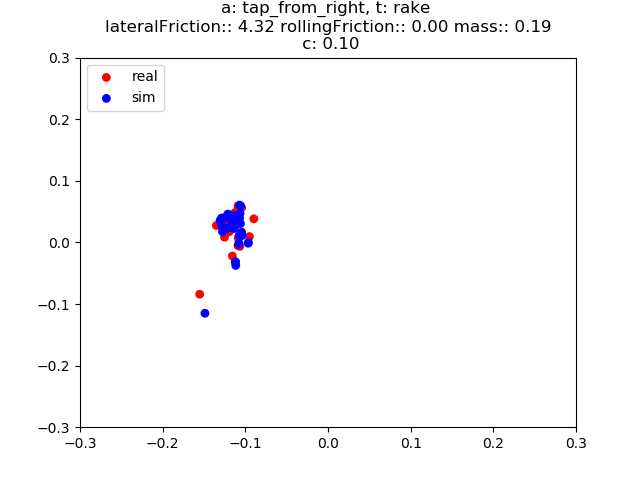 a: tap_from_right, t: rake
lateralFriction:: 4.32 rollingFriction:: 0.00 mass:: 0.19
c: 0.10
real
sim
0.3
0.2
0.1
0.0
−0.1
−0.2
−0.3
−0.3 −0.2 −0.1 0.0 0.1 0.2 0.3